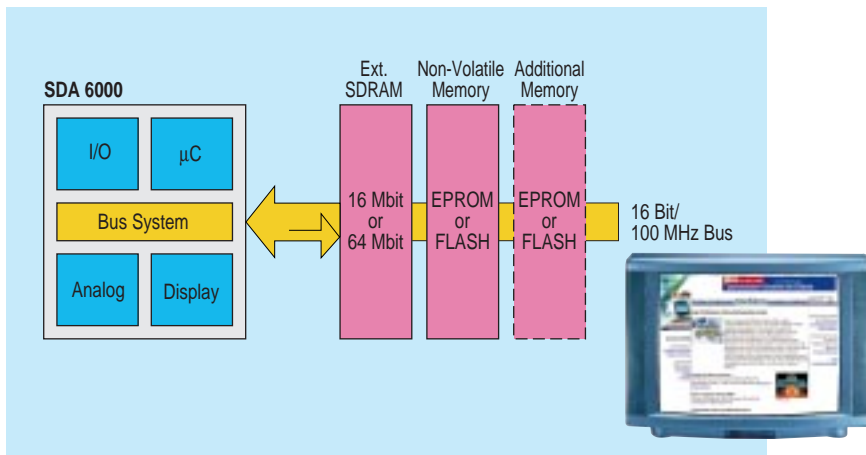 Ext.
SDRAM
Non-Volatile
Memory
Additional
Memory
SDA 6000
I/O
µC
Bus System
Analog
Display
16 Mbit
or
64 Mbit
EPROM
or
FLASH
EPROM
or
FLASH
16 Bit/
100 MHz Bus